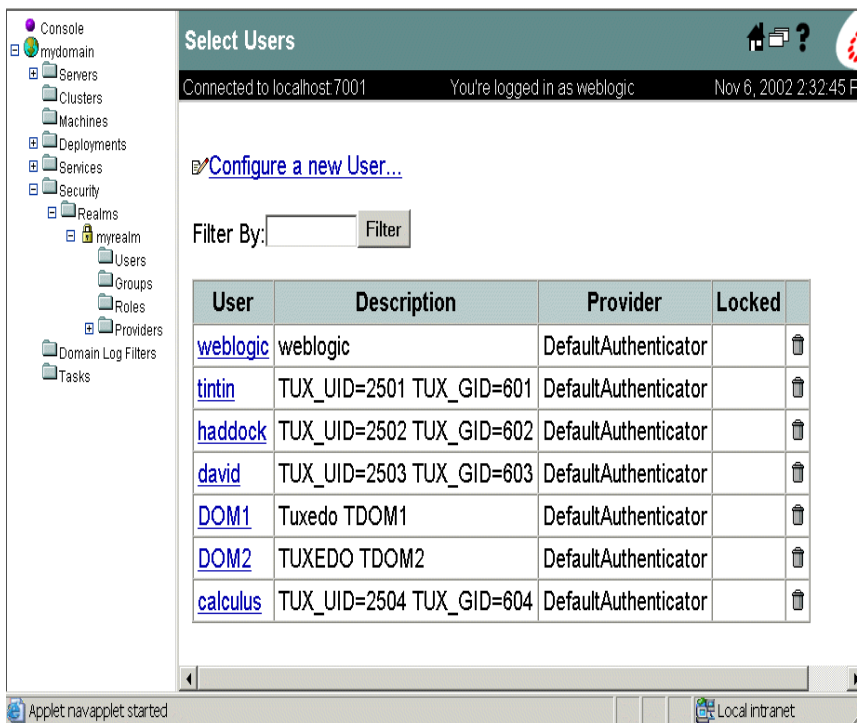 Console
mydomain
Servers
Clusters
Machines
Deployments
Services
Security
Realms
myrealm
Users
Groups
Roles
Providers
Domain Log Filters
Tasks
Select Users
?
Connected to localhost:7001 You're logged in as weblogic Nov 6, 2002 2:32:45 P
Configure a new User...
Filter By: Filter
User Description Provider Locked
weblogic weblogic DefaultAuthenticator
tintin TUX_UID=2501 TUX_GID=601 DefaultAuthenticator
haddock TUX_UID=2502 TUX_GID=602 DefaultAuthenticator
david TUX_UID=2503 TUX_GID=603 DefaultAuthenticator
DOM1 Tuxedo TDOM1 DefaultAuthenticator
DOM2 TUXEDO TDOM2 DefaultAuthenticator
calculus TUX_UID=2504 TUX_GID=604 DefaultAuthenticator
Applet navapplet started Local intranet